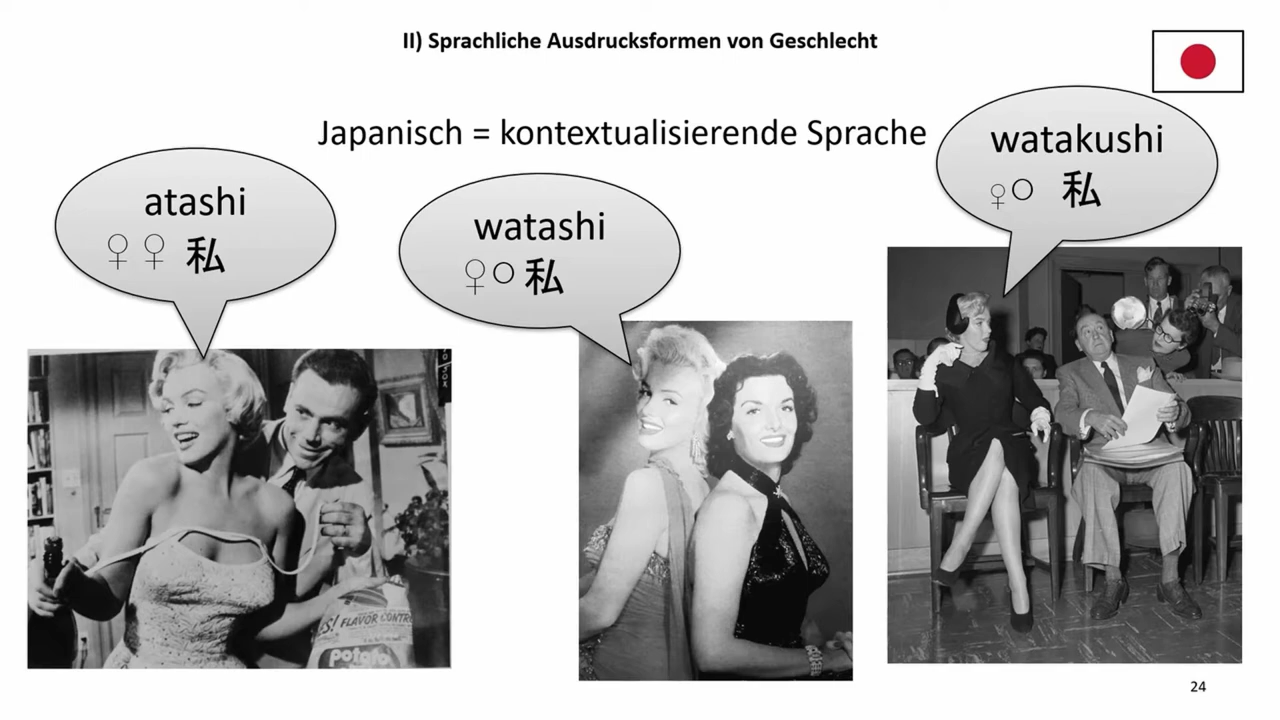 II) Sprachliche Ausdrucksformen von Geschlecht
Japanisch = kontextualisierende Sprache
atashi
♀ ♀ 私
watashi
♀○私
watakushi
♀○ 私
S! FLAVOR CONTR
potato
24